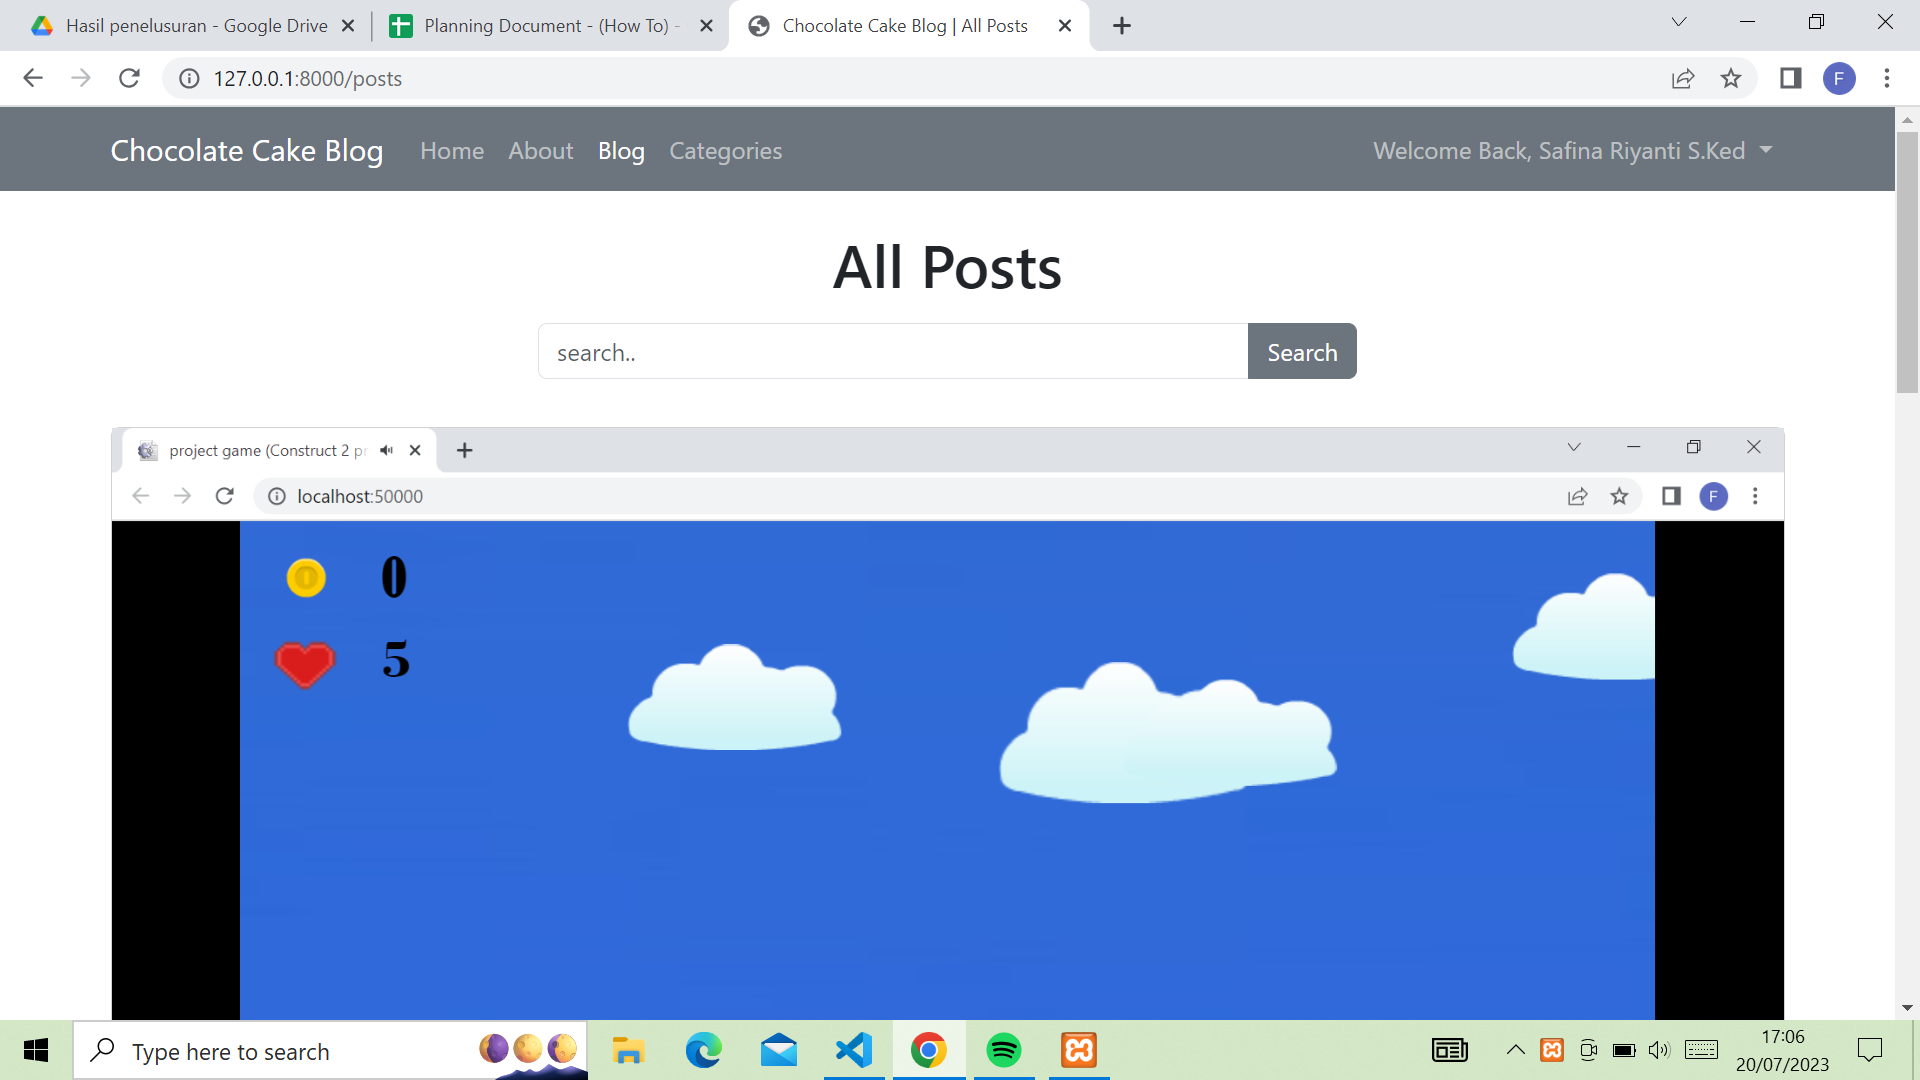 Hasil penelusuran - Google Drive
Planning Document - (How To) -
Chocolate Cake Blog | All Posts
127.0.0.1:8000/posts
F
Chocolate Cake Blog
Home
About
Blog
Categories
Welcome Back, Safina Riyanti S.Ked
All Posts
search..
Search
project game (Construct 2 pr
localhost:50000
F
0
5
Type here to search
17:06
20/07/2023